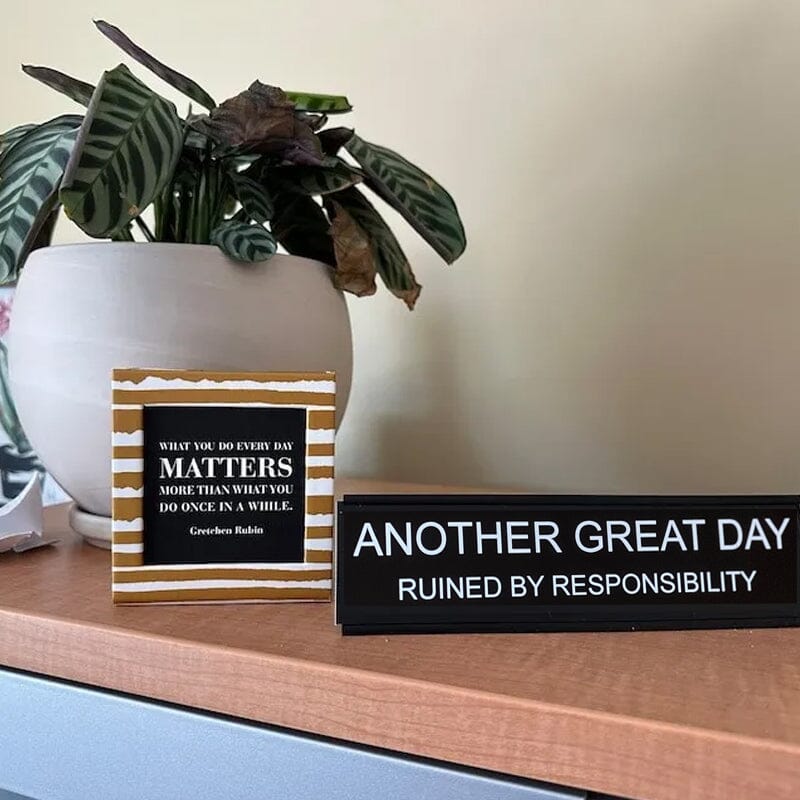 WHAT YOU DO EVERY DAY
MATTERS
MORE THAN WHAT YOU
DO ONCE IN A WHILE.
Gretchen Rubin
ANOTHER GREAT DAY
RUINED BY RESPONSIBILITY